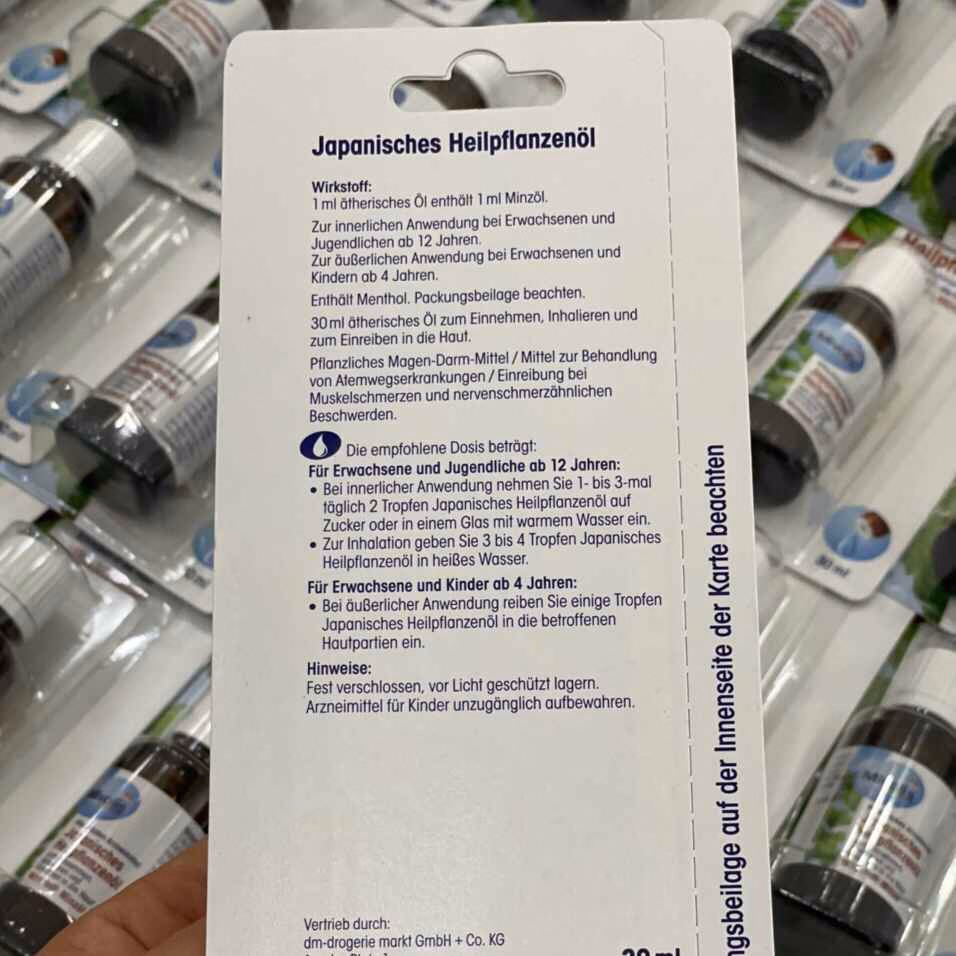 Japanisches Heilpflanzenöl
Wirkstoff:
1 ml ätherisches Öl enthält 1 ml Minzöl.
Zur innerlichen Anwendung bei Erwachsenen und
Jugendlichen ab 12 Jahren.
Zur äußerlichen Anwendung bei Erwachsenen und
Kindern ab 4 Jahren.
Enthält Menthol. Packungsbeilage beachten.
30 ml ätherisches Öl zum Einnehmen, Inhalieren und
zum Einreiben in die Haut.
Pflanzliches Magen-Darm-Mittel / Mittel zur Behandlung
von Atemwegserkrankungen / Einreibung bei
Muskelschmerzen und nervenschmerzähnlichen
Beschwerden.
Die empfohlene Dosis beträgt:
Für Erwachsene und Jugendliche ab 12 Jahren:
• Bei innerlicher Anwendung nehmen Sie 1- bis 3-mal
täglich 2 Tropfen Japanisches Heilpflanzenöl auf
Zucker oder in einem Glas mit warmem Wasser ein.
• Zur Inhalation geben Sie 3 bis 4 Tropfen Japanisches
Heilpflanzenöl in heißes Wasser.
Für Erwachsene und Kinder ab 4 Jahren:
• Bei äußerlicher Anwendung reiben Sie einige Tropfen
Japanisches Heilpflanzenöl in die betroffenen
Hautpartien ein.
Hinweise:
Fest verschlossen, vor Licht geschützt lagern.
Arzneimittel für Kinder unzugänglich aufbewahren.
Vertrieb durch:
dm-drogerie markt GmbH + Co. KG
ngsbeilage auf der Innenseite der Karte beachten
30 ml